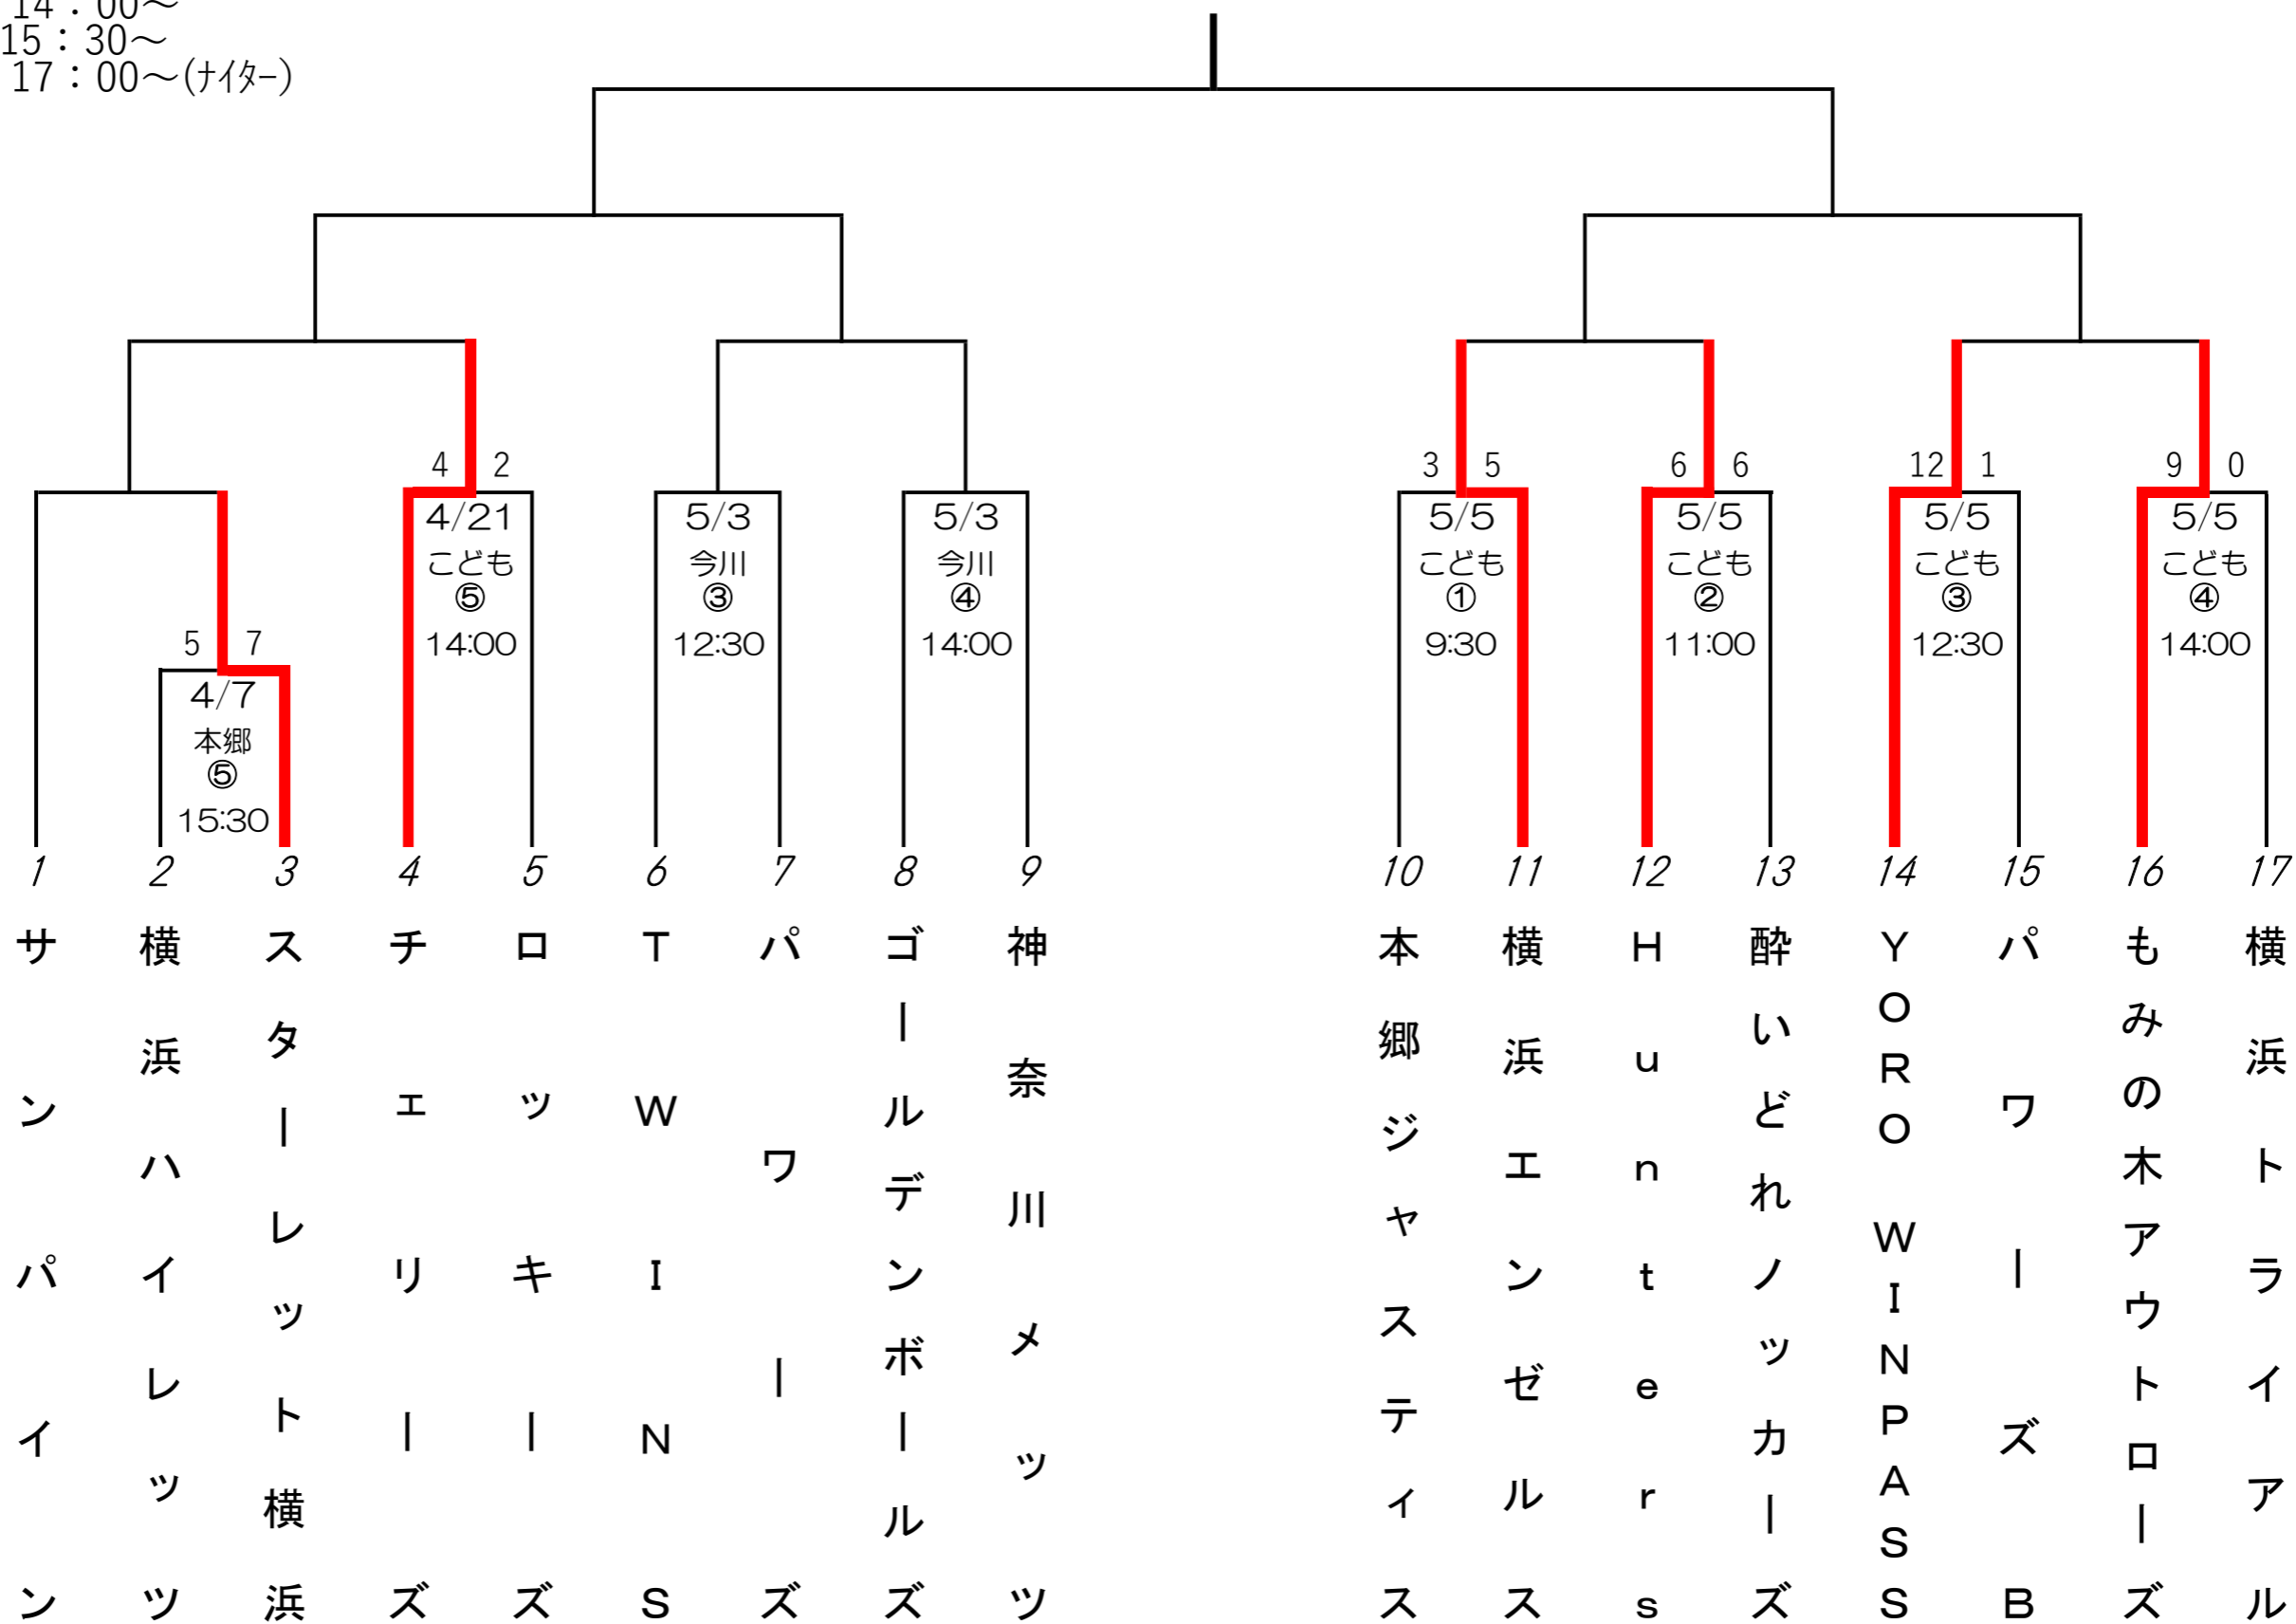 14：00～
15：30～
17：00～(ﾅｲﾀｰ)
4 2
3 5
6 6
12 1
9 0
4/21
こども
⑤
14:00
5/3
今川
③
12:30
5/3
今川
④
14:00
5/5
こども
①
9:30
5/5
こども
②
11:00
5/5
こども
③
12:30
5/5
こども
④
14:00
5 7
4/7
本郷
⑤
15:30
1 2 3 4 5 6 7 8 9 10 11 12 13 14 15 16 17
サンパイン
横浜ハイレッツ
スターレット横浜
チェリーズ
ロッキーズ
TWINS
パワーズ
ゴールデンボールズ
神奈川メッツ
本郷ジャスティス
横浜エンゼルス
Hunters
酔いどれノッカーズ
YORO WINPASS
パワーズB
もみの木アウトローズ
横浜トライアル